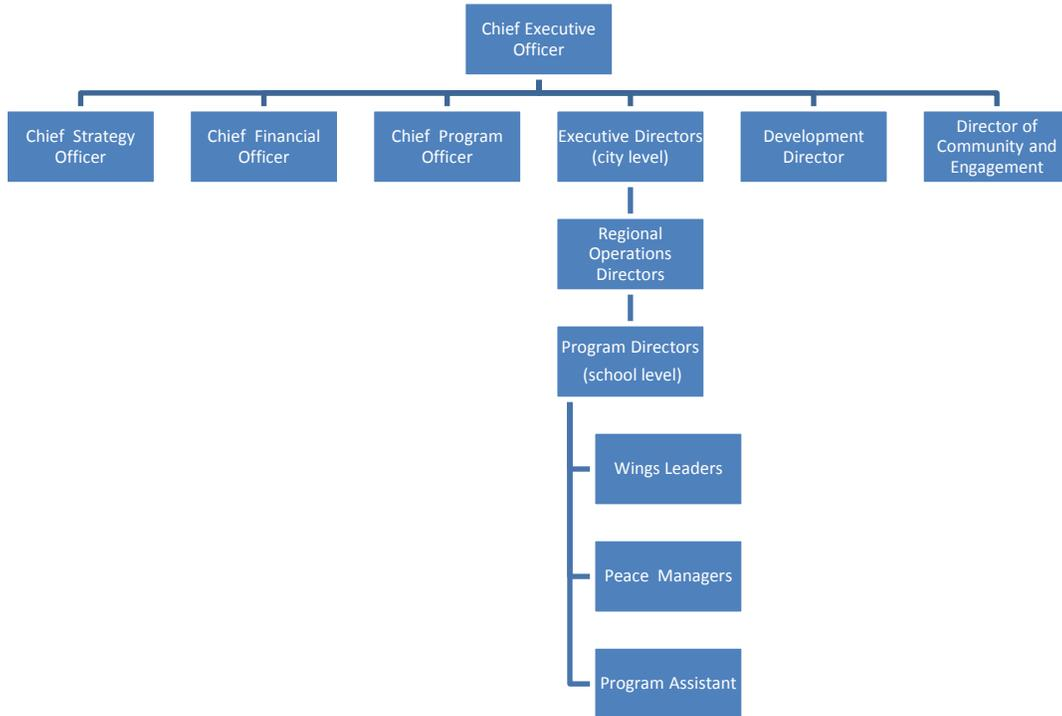 Chief Executive
Officer
Chief Strategy
Officer
Chief Financial
Officer
Chief Program
Officer
Executive Directors
(city level)
Development
Director
Director of
Community and
Engagement
Regional
Operations
Directors
Program Directors
(school level)
Wings Leaders
Peace Managers
Program Assistant